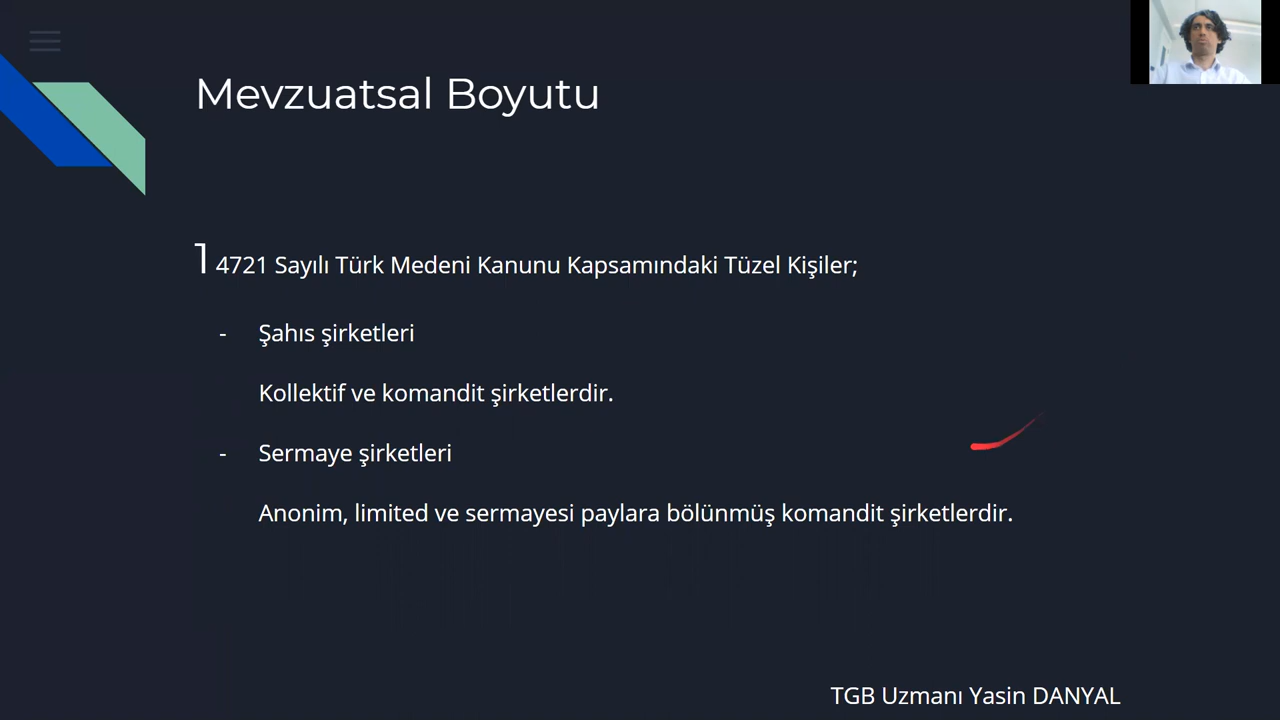 Mevzuatsal Boyutu
1 4721 Sayılı Türk Medeni Kanunu Kapsamındaki Tüzel Kişiler;
- Şahıs şirketleri
Kollektif ve komandit şirketlerdir.
- Sermaye şirketleri
Anonim, limited ve sermayesi paylara bölünmüş komandit şirketlerdir.
TGB Uzmanı Yasin DANYAL